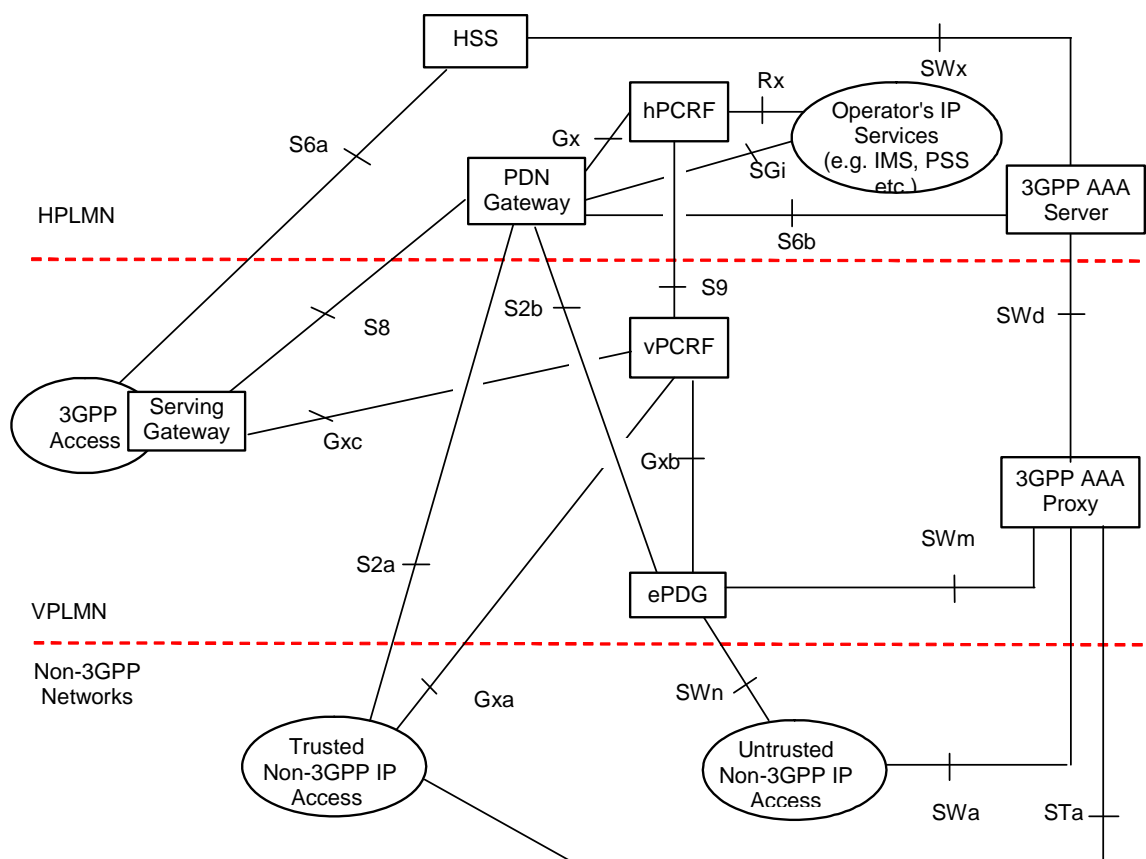 HSS
SWx
hPCRF
Rx
Operator's IP
Services
(e.g. IMS, PSS
etc.)
S6a
Gx
SGi
PDN
Gateway
3GPP AAA
Server
HPLMN
S6b
S2b
S9
SWd
S8
vPCRF
3GPP
Access
Serving
Gateway
Gxc
Gxb
3GPP AAA
Proxy
SWm
S2a
ePDG
VPLMN
Non-3GPP
Networks
Gxa
SWn
Trusted
Non-3GPP IP
Access
Untrusted
Non-3GPP IP
Access
SWa
STa